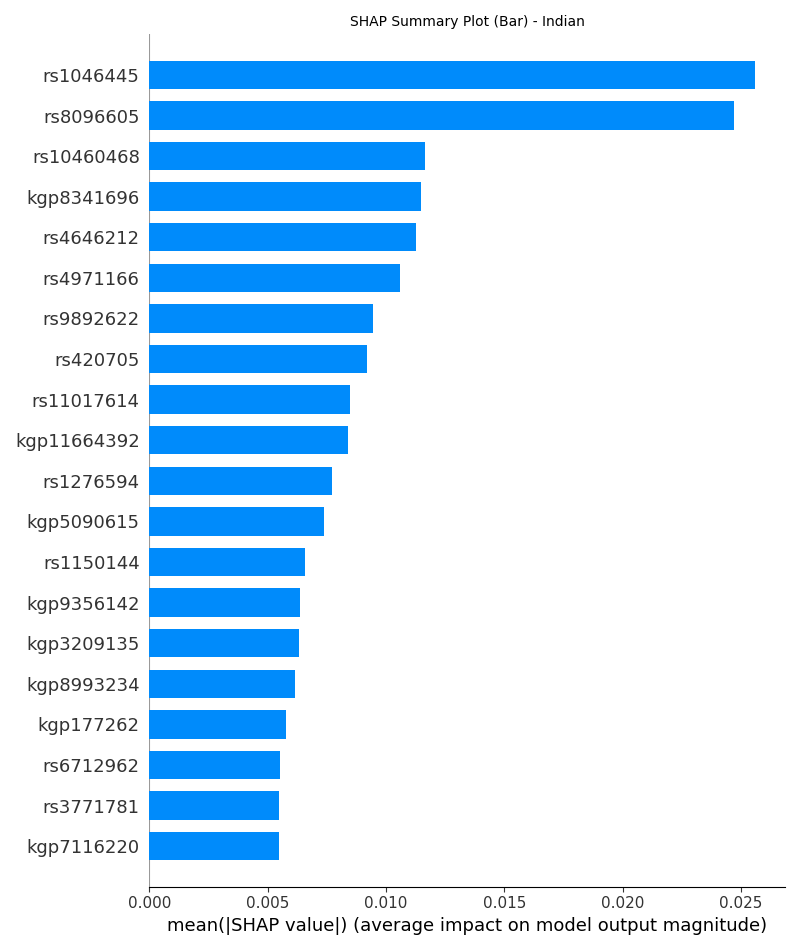 SHAP Summary Plot (Bar) - Indian
rs1046445
rs8096605
rs10460468
kgp8341696
rs4646212
rs4971166
rs9892622
rs420705
rs11017614
kgp11664392
rs1276594
kgp5090615
rs1150144
kgp9356142
kgp3209135
kgp8993234
kgp177262
rs6712962
rs3771781
kgp7116220
0.000 0.005 0.010 0.015 0.020 0.025
mean(|SHAP value|) (average impact on model output magnitude)